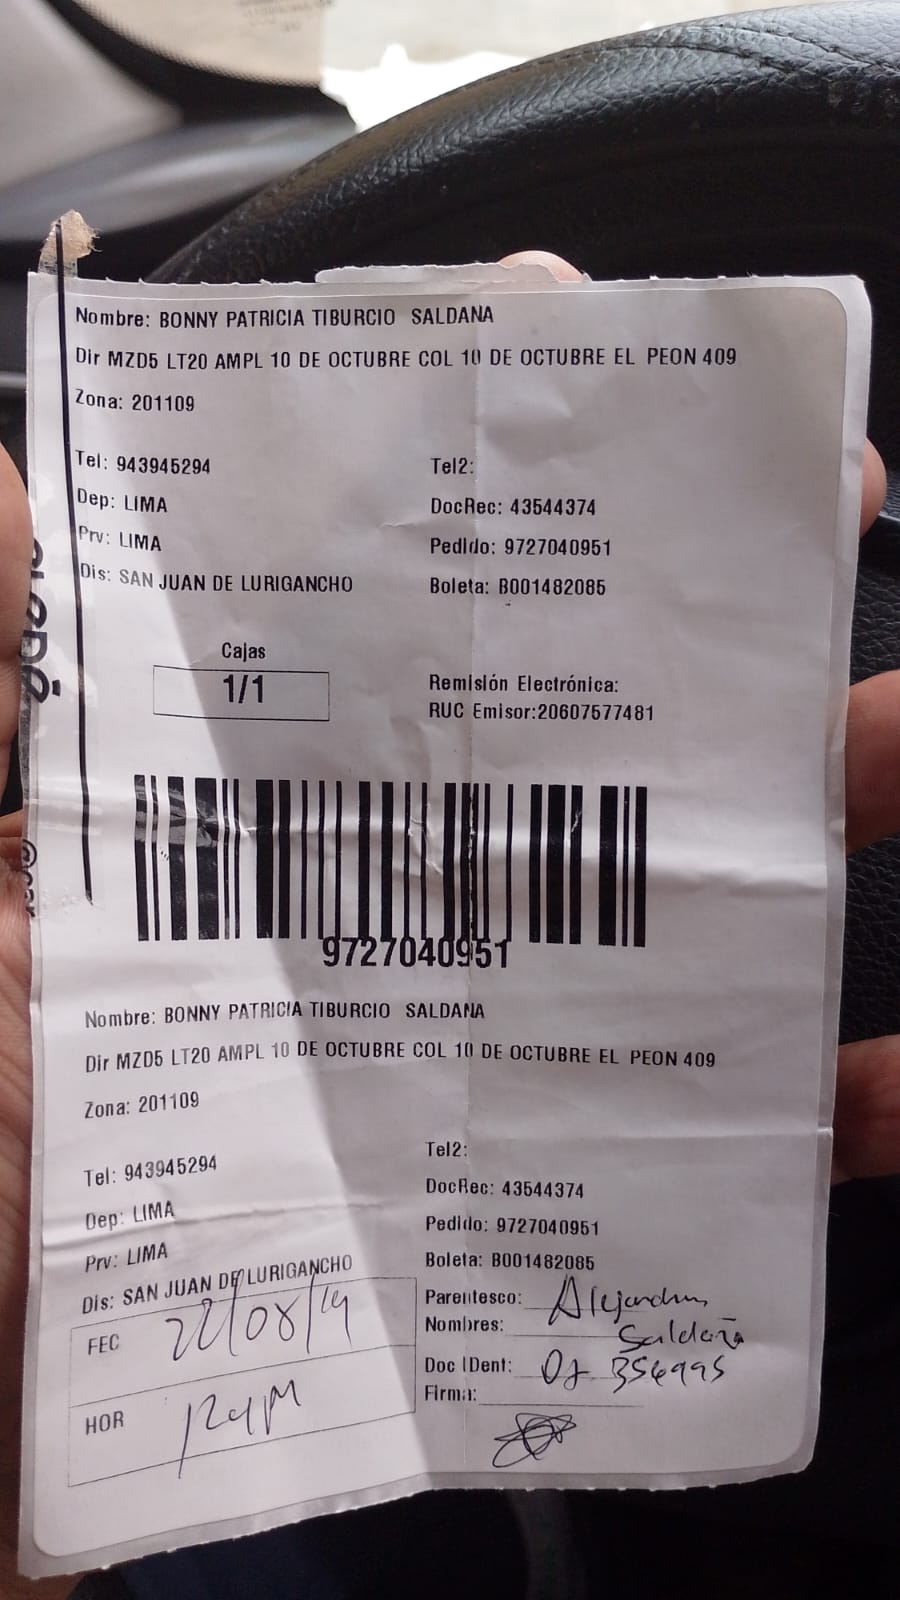 Nombre: BONNY PATRICIA TIBURCIO SALDANA
Dir MZD5 LT20 AMPL 10 DE OCTUBRE COL 10 DE OCTUBRE EL PEON 409
Zona: 201109
Tel: 943945294 Tel2:
Dep: LIMA DocRec: 43544374
Prv: LIMA Pedido: 9727040951
Dis: SAN JUAN DE LURIGANCHO Boleta: B001482085
Cajas
1/1
Remisión Electrónica:
RUC Emisor:20607577481
9727040951
Nombre: BONNY PATRICIA TIBURCIO SALDANA
Dir MZD5 LT20 AMPL 10 DE OCTUBRE COL 10 DE OCTUBRE EL PEON 409
Zona: 201109
Tel: 943945294 Tel2:
Dep: LIMA DocRec: 43544374
Prv: LIMA Pedido: 9727040951
Dis: SAN JUAN DE LURIGANCHO Boleta: B001482085
Parentesco: Alejandrina
Nombres: Saldaña
FEC 22/08/
Doc IDent: 07 356995
Firma:
HOR